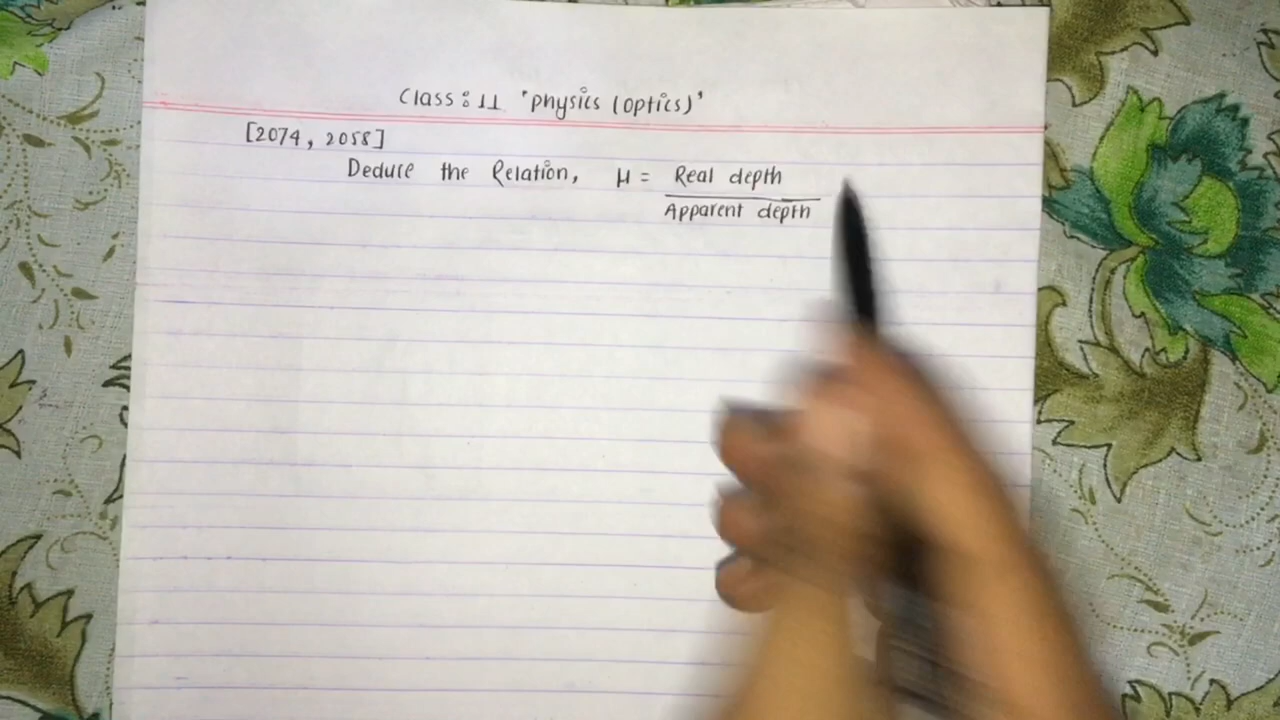 Class : 11 'physics (optics)'
[2074, 2058]
Deduce the Relation, μ = Real depth
Apparent depth